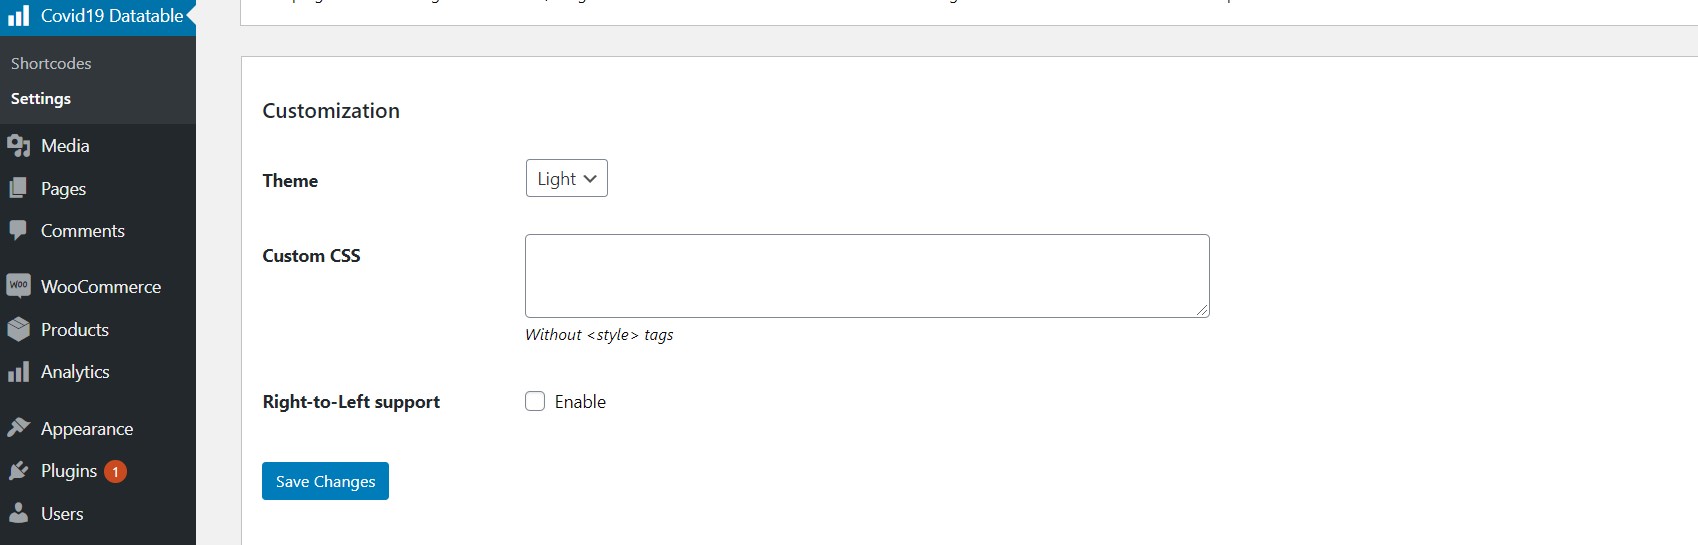 Covid19 Datatable
Shortcodes
Settings
Media
Pages
Comments
WooCommerce
Products
Analytics
Appearance
Plugins 1
Users
Customization
Theme Light
Custom CSS
Without <style> tags
Right-to-Left support Enable
Save Changes